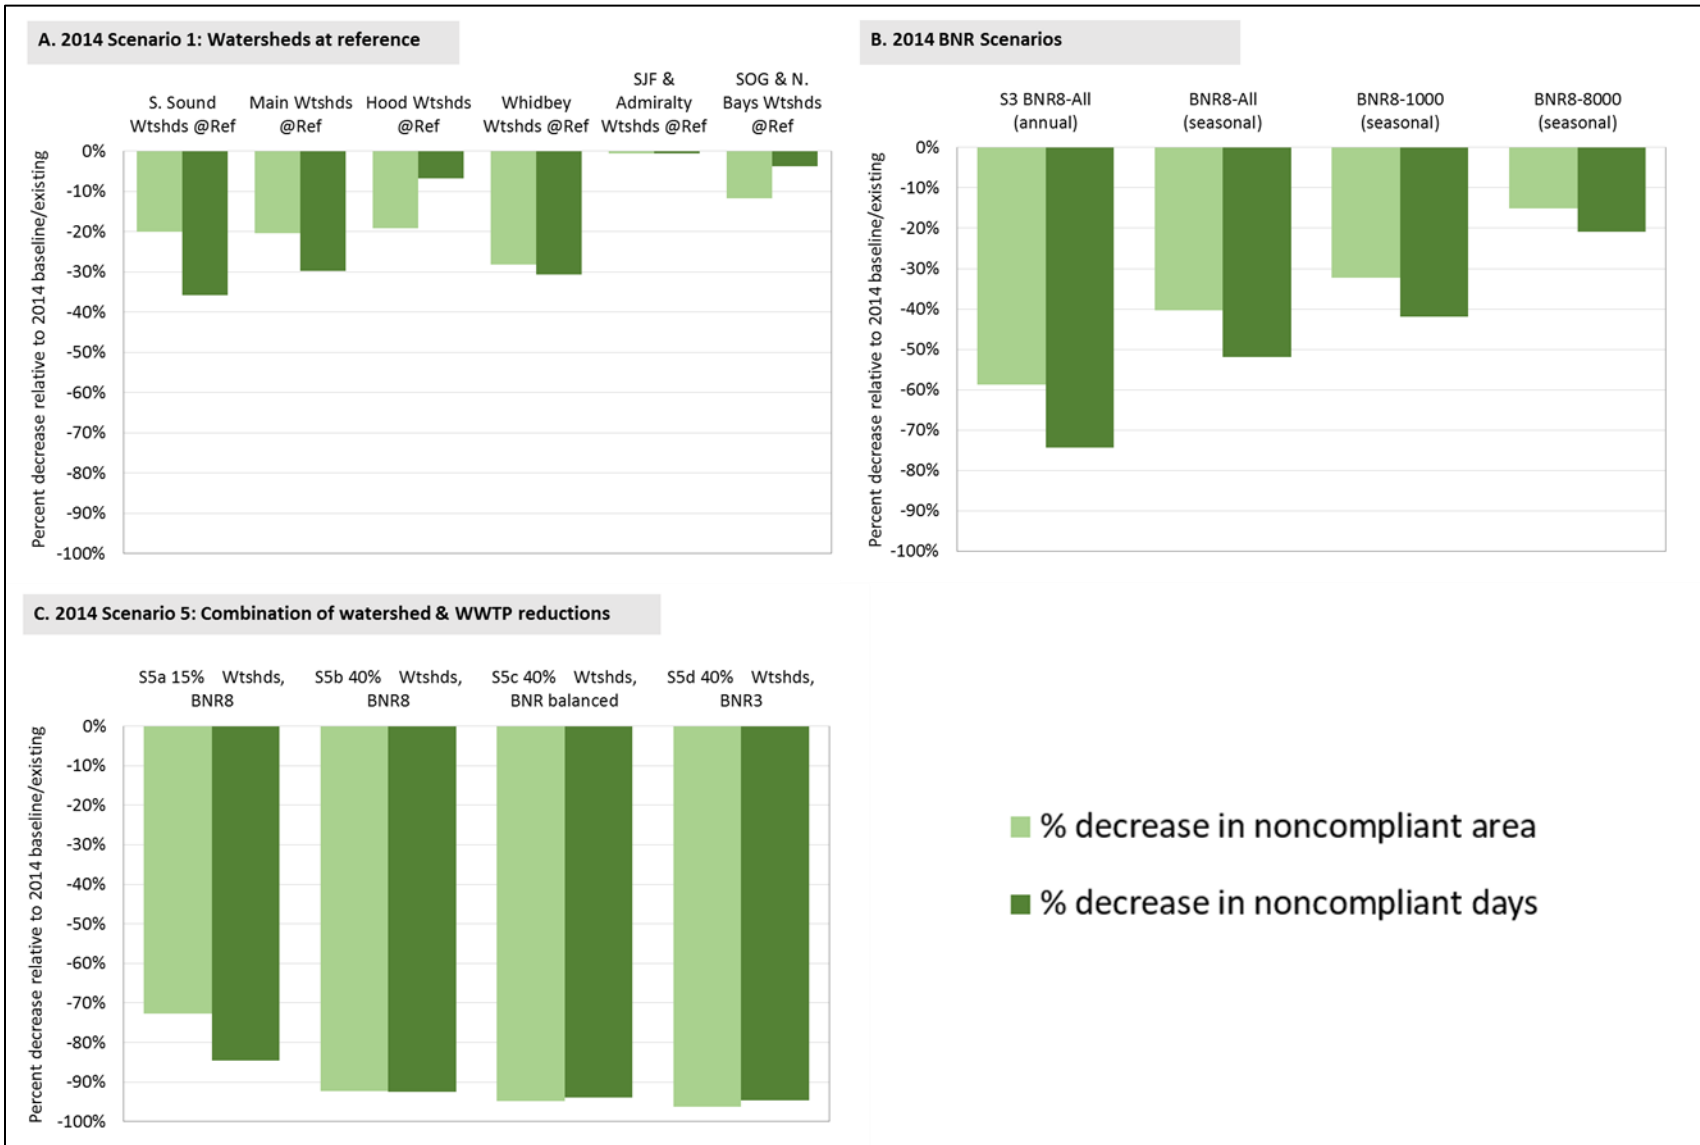 A. 2014 Scenario 1: Watersheds at reference
S. Sound
Wtshds @Ref
Main Wtshds
@Ref
Hood Wtshds
@Ref
Whidbey
Wtshds @Ref
SJF &
Admiralty
Wtshds @Ref
SOG & N.
Bays Wtshds
@Ref
Percent decrease relative to 2014 baseline/existing
0%
-10%
-20%
-30%
-40%
-50%
-60%
-70%
-80%
-90%
-100%
B. 2014 BNR Scenarios
S3 BNR8-All
(annual)
BNR8-All
(seasonal)
BNR8-1000
(seasonal)
BNR8-8000
(seasonal)
Percent decrease relative to 2014 baseline/existing
0%
-10%
-20%
-30%
-40%
-50%
-60%
-70%
-80%
-90%
-100%
C. 2014 Scenario 5: Combination of watershed & WWTP reductions
S5a 15% Wtshds,
BNR8
S5b 40% Wtshds,
BNR8
S5c 40% Wtshds,
BNR balanced
S5d 40% Wtshds,
BNR3
Percent decrease relative to 2014 baseline/existing
0%
-10%
-20%
-30%
-40%
-50%
-60%
-70%
-80%
-90%
-100%
% decrease in noncompliant area
% decrease in noncompliant days